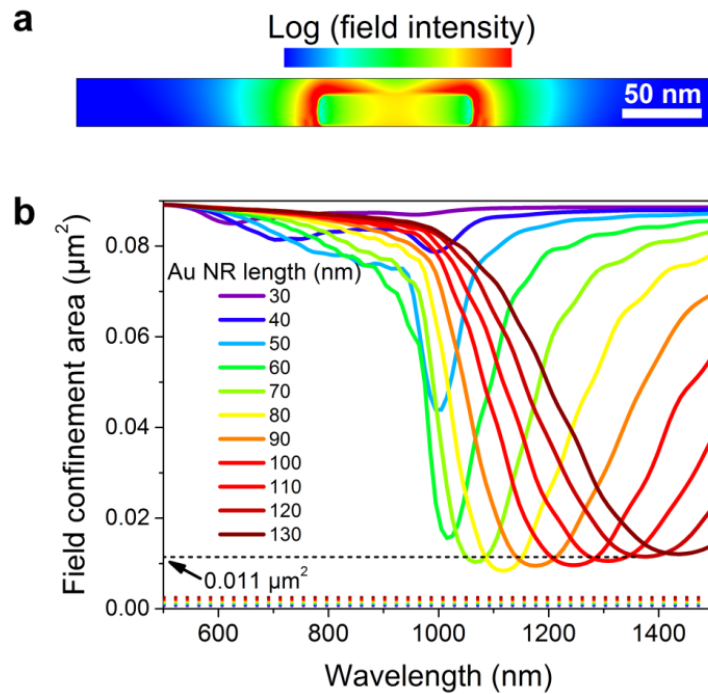 a
Log (field intensity)
50 nm
b
Field confinement area (µm²)
0.08
0.06
0.04
0.02
0.00
Au NR length (nm)
30
40
50
60
70
80
90
100
110
120
130
0.011 µm²
600 800 1000 1200 1400
Wavelength (nm)